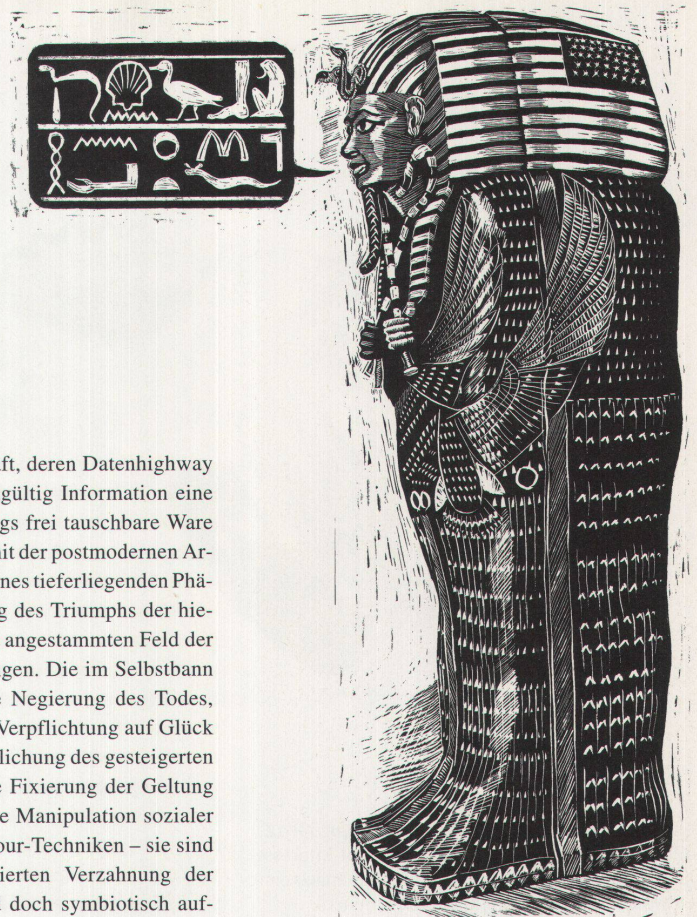 ft, deren Datenhighway
gültig Information eine
gs frei tauschbare Ware
nit der postmodernen Ar-
nes tieferliegenden Phä-
g des Triumphs der hie-
angestammten Feld der
gen. Die im Selbstbann
Negierung des Todes,
Verpflichtung auf Glück
lichung des gesteigerten
Fixierung der Geltung
e Manipulation sozialer
our-Techniken – sie sind
ierten Verzahnung der
doch symbiotisch auf-